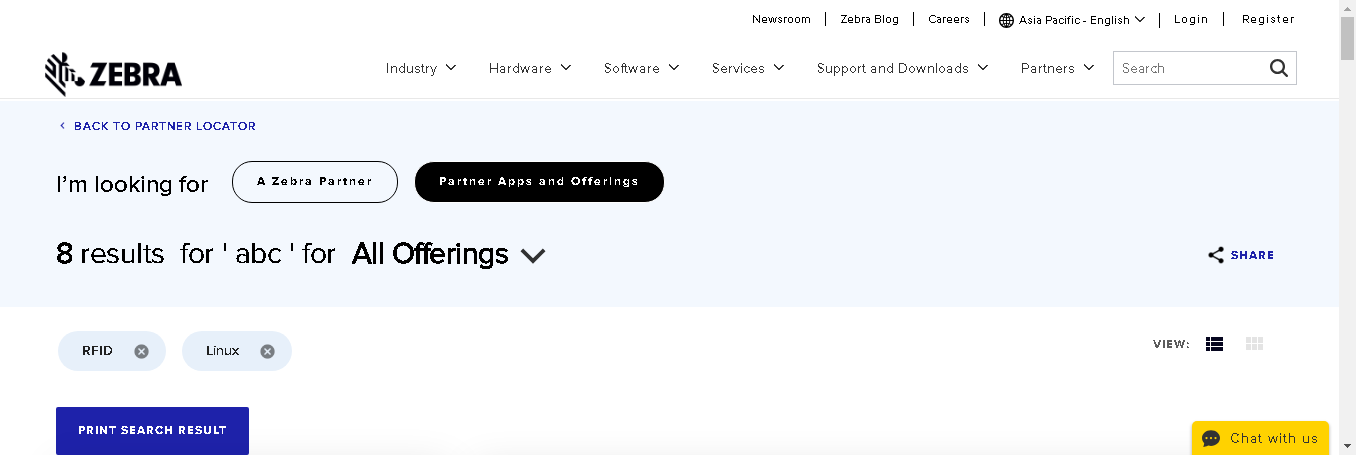 Newsroom Zebra Blog Careers Asia Pacific - English Login Register
ZEBRA Industry Hardware Software Services Support and Downloads Partners Search
BACK TO PARTNER LOCATOR
I'm looking for A Zebra Partner Partner Apps and Offerings
8 results for ' abc ' for All Offerings SHARE
RFID Linux VIEW:
PRINT SEARCH RESULT
Chat with us